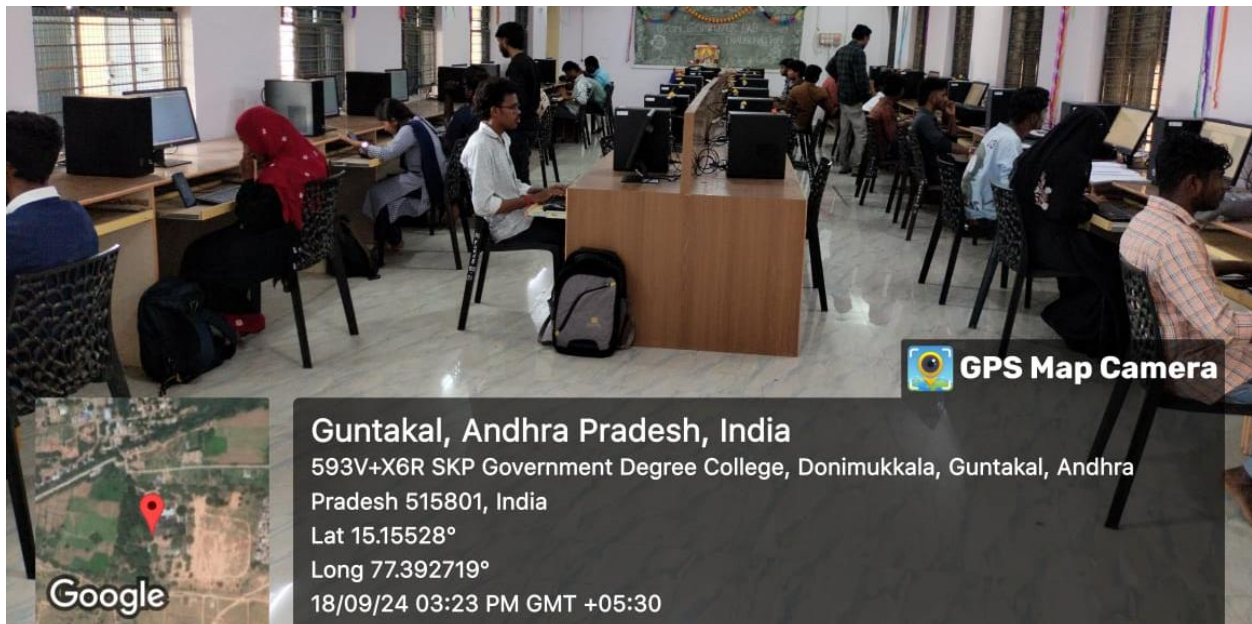 GPS Map Camera
Guntakal, Andhra Pradesh, India
593V+X6R SKP Government Degree College, Donimukkala, Guntakal, Andhra
Pradesh 515801, India
Lat 15.15528°
Long 77.392719°
18/09/24 03:23 PM GMT +05:30
Google